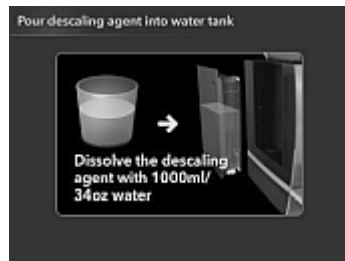 Pour descaling agent into water tank
Dissolve the descaling
agent with 1000ml/
34oz water